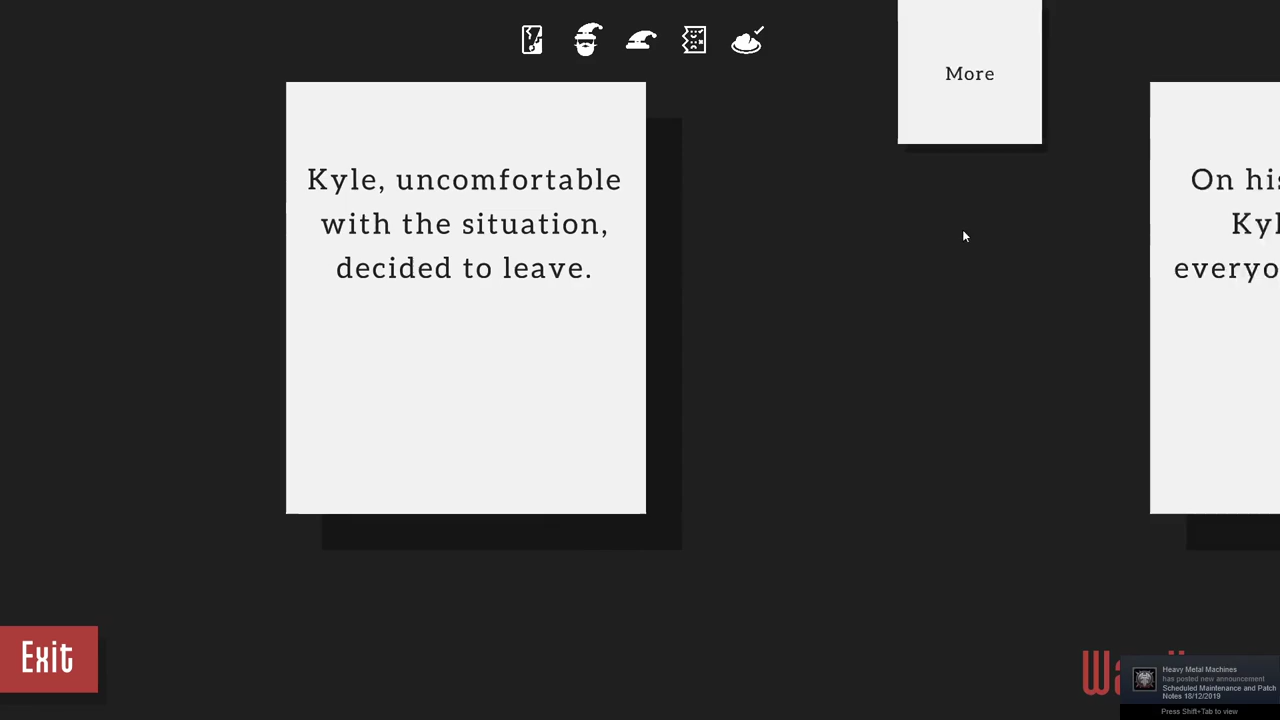 More
Kyle, uncomfortable
with the situation,
decided to leave.
On his
everyo
Exit
Heavy Metal Machines
has posted new announcement
Scheduled Maintenance and Patch
Notes 18/12/2019
Press Shift+Tab to view